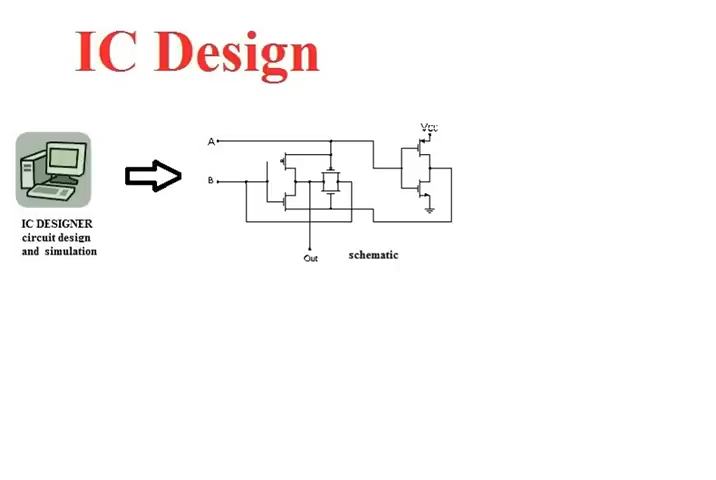 IC Design
Vcc
A
B
IC DESIGNER
circuit design
and simulation
Out
schematic